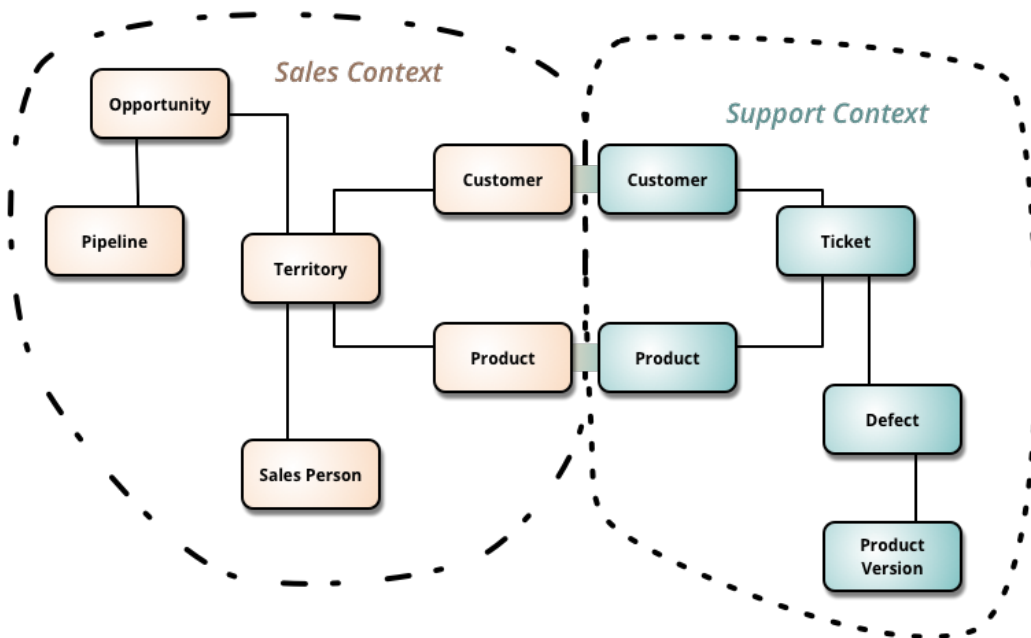 Sales Context
Opportunity
Pipeline
Territory
Customer
Product
Sales Person
Support Context
Customer
Ticket
Product
Defect
Product
Version